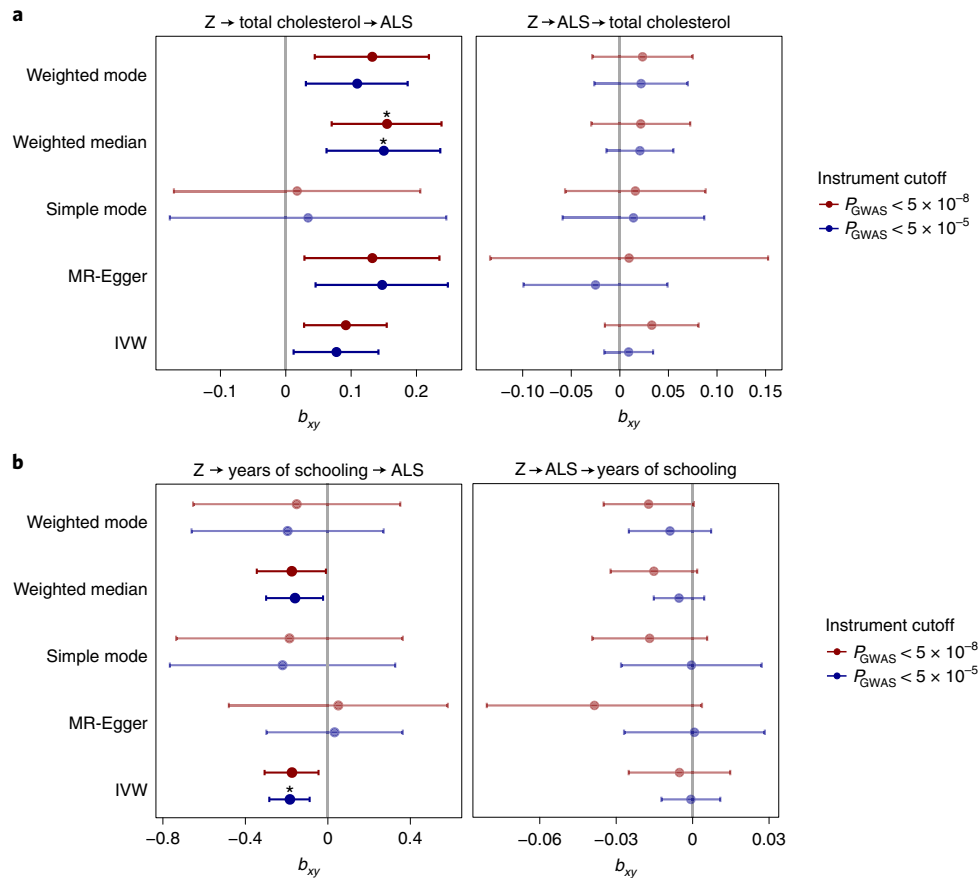 a
Z → total cholesterol → ALS
Z → ALS → total cholesterol
Weighted mode
Weighted median
Simple mode
MR-Egger
IVW
*
*
−0.1 0 0.1 0.2
b_xy
−0.10 −0.05 0 0.05 0.10 0.15
b_xy
Instrument cutoff
P_GWAS < 5 × 10⁻⁸
P_GWAS < 5 × 10⁻⁵
b
Z → years of schooling → ALS
Z → ALS → years of schooling
Weighted mode
Weighted median
Simple mode
MR-Egger
IVW
*
−0.8 −0.4 0 0.4
b_xy
−0.06 −0.03 0 0.03
b_xy
Instrument cutoff
P_GWAS < 5 × 10⁻⁸
P_GWAS < 5 × 10⁻⁵